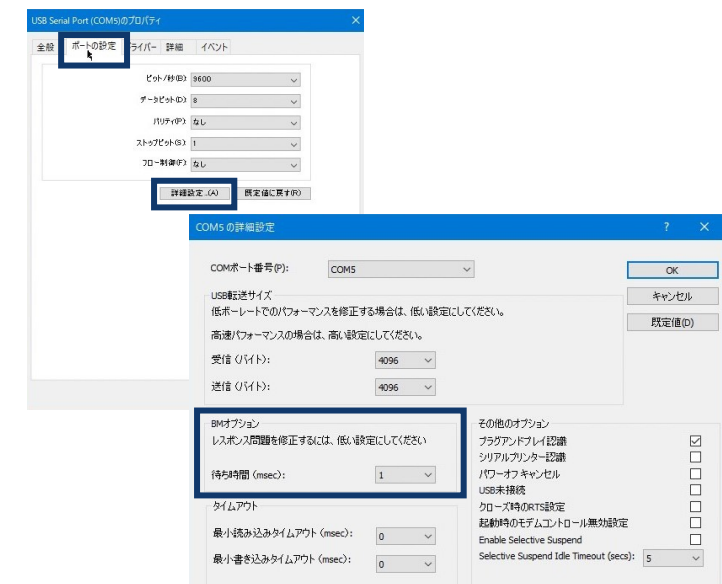 USB Serial Port (COM5)のプロパティ
全般 ポートの設定 ドライバー 詳細 イベント
ビット/秒(B): 9600
データビット(D): 8
パリティ(P): なし
ストップビット(S): 1
フロー制御(F): なし
詳細設定...(A) 既定値に戻す(R)
COM5 の詳細設定
COMポート番号(P): COM5
OK
キャンセル
既定値(D)
USB転送サイズ
低ボーレートでのパフォーマンスを修正する場合は、低い設定にしてください。
高速パフォーマンスの場合は、高い設定にしてください。
受信 (バイト): 4096
送信 (バイト): 4096
BMオプション
レスポンス問題を修正するには、低い設定にしてください
待ち時間 (msec): 1
タイムアウト
最小読み込みタイムアウト (msec): 0
最小書き込みタイムアウト (msec): 0
その他のオプション
プラグアンドプレイ認識
シリアルプリンター認識
パワーオフキャンセル
USB未接続
クローズ時のRTS設定
起動時のモデムコントロール無効設定
Enable Selective Suspend
Selective Suspend Idle Timeout (secs): 5